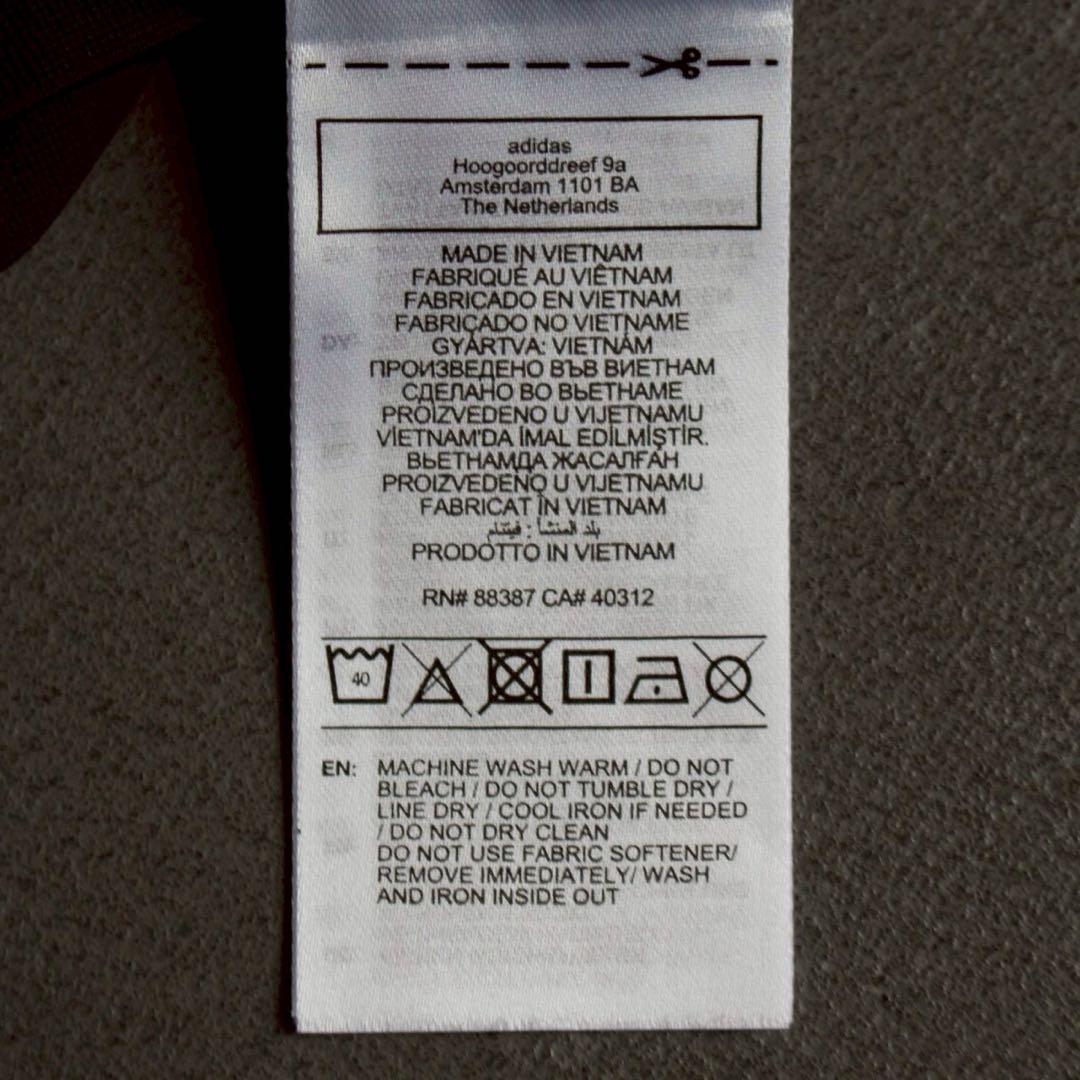 adidas
Hoogoorddreef 9a
Amsterdam 1101 BA
The Netherlands
MADE IN VIETNAM
FABRIQUÉ AU VIÊTNAM
FABRICADO EN VIETNAM
FABRICADO NO VIETNAME
GYÁRTVA: VIETNÁM
ПРОИЗВЕДЕНО ВЪВ ВИЕТНАМ
СДЕЛАНО ВО ВЬЕТНАМЕ
PROIZVEDENO U VIJETNAMU
VİETNAM'DA İMAL EDİLMİŞTİR.
ВЬЕТНАМДА ЖАСАЛҒАН
PROIZVEDENO U VIJETNAMU
FABRICAT ÎN VIETNAM
بلد المنشأ : فيتنام
PRODOTTO IN VIETNAM
RN# 88387 CA# 40312
40
EN: MACHINE WASH WARM / DO NOT
BLEACH / DO NOT TUMBLE DRY /
LINE DRY / COOL IRON IF NEEDED
/ DO NOT DRY CLEAN
DO NOT USE FABRIC SOFTENER/
REMOVE IMMEDIATELY/ WASH
AND IRON INSIDE OUT